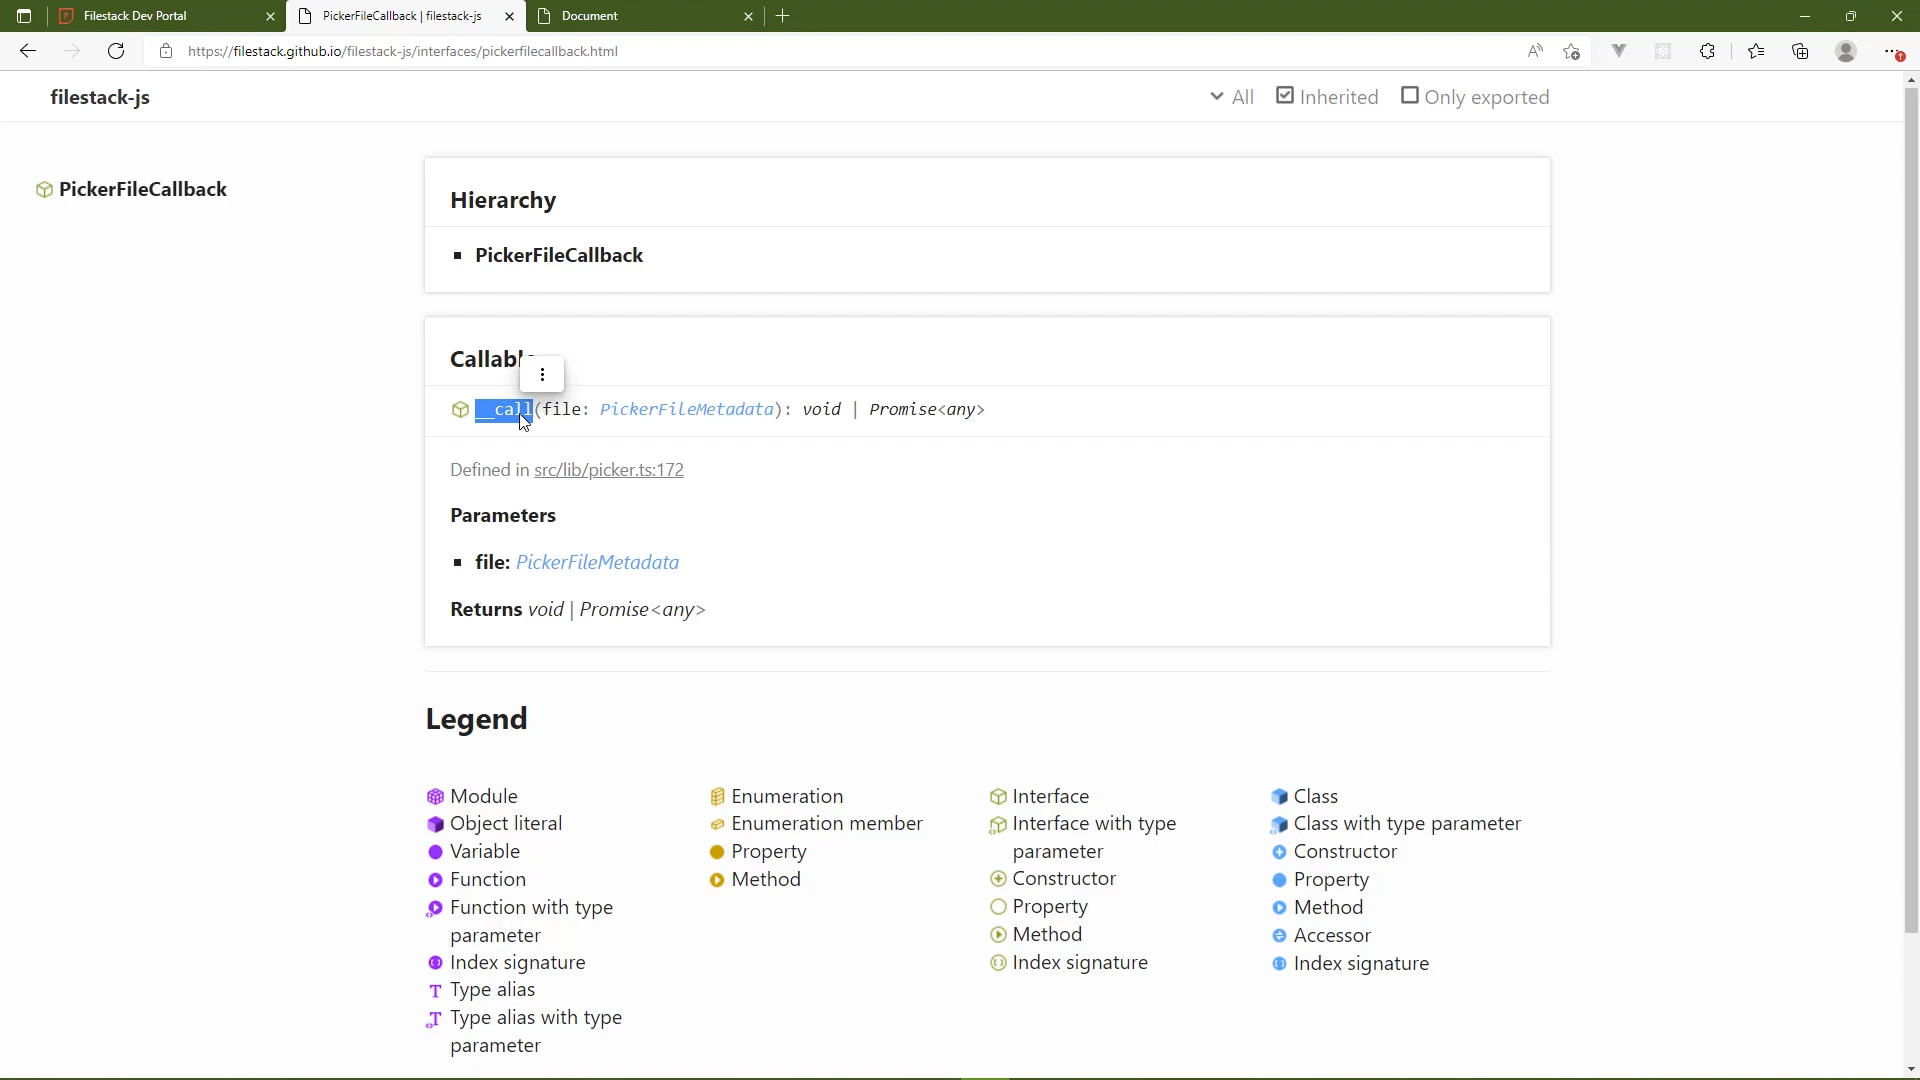 Filestack Dev Portal
PickerFileCallback | filestack-js
Document
https://filestack.github.io/filestack-js/interfaces/pickerfilecallback.html
filestack-js
All
Inherited
Only exported
PickerFileCallback
Hierarchy
PickerFileCallback
Callabl
__call(file: PickerFileMetadata): void | Promise<any>
Defined in src/lib/picker.ts:172
Parameters
file: PickerFileMetadata
Returns void | Promise<any>
Legend
Module
Object literal
Variable
Function
Function with type
parameter
Index signature
Type alias
Type alias with type
parameter
Enumeration
Enumeration member
Property
Method
Interface
Interface with type
parameter
Constructor
Property
Method
Index signature
Class
Class with type parameter
Constructor
Property
Method
Accessor
Index signature